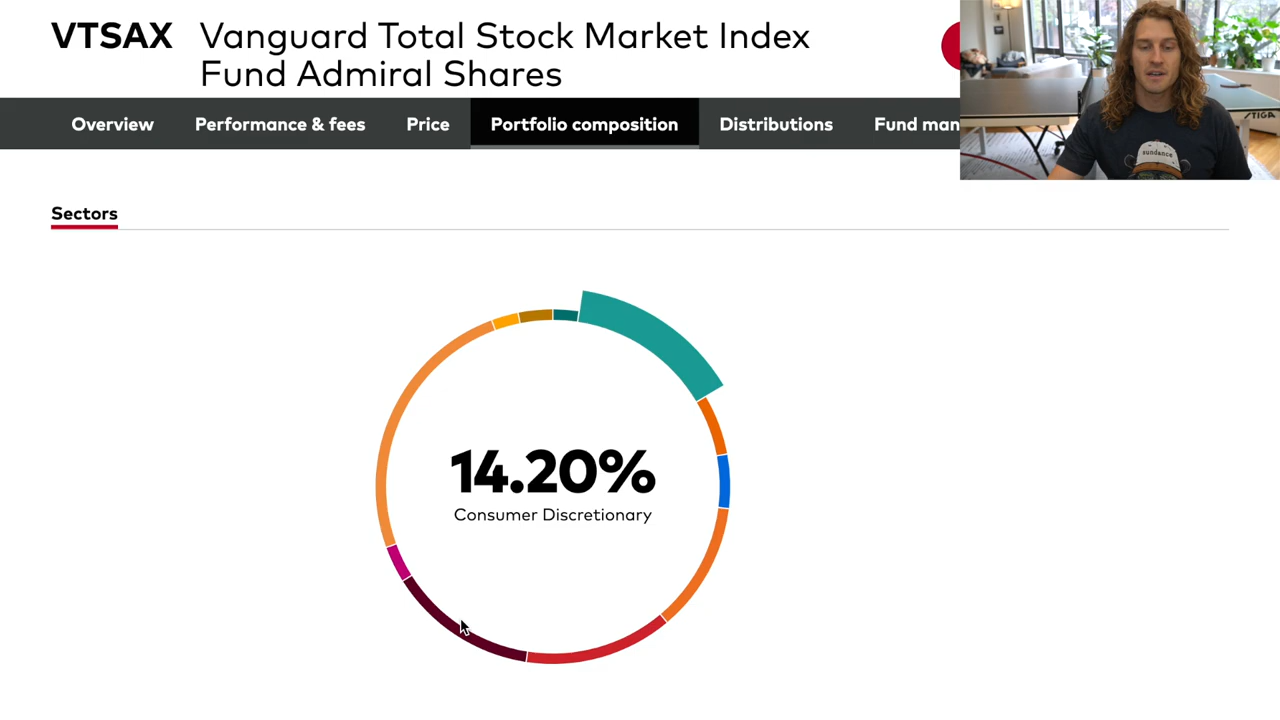 VTSAX Vanguard Total Stock Market Index
Fund Admiral Shares
Overview Performance & fees Price Portfolio composition Distributions Fund man
STIGA
sundance
Sectors
14.20%
Consumer Discretionary